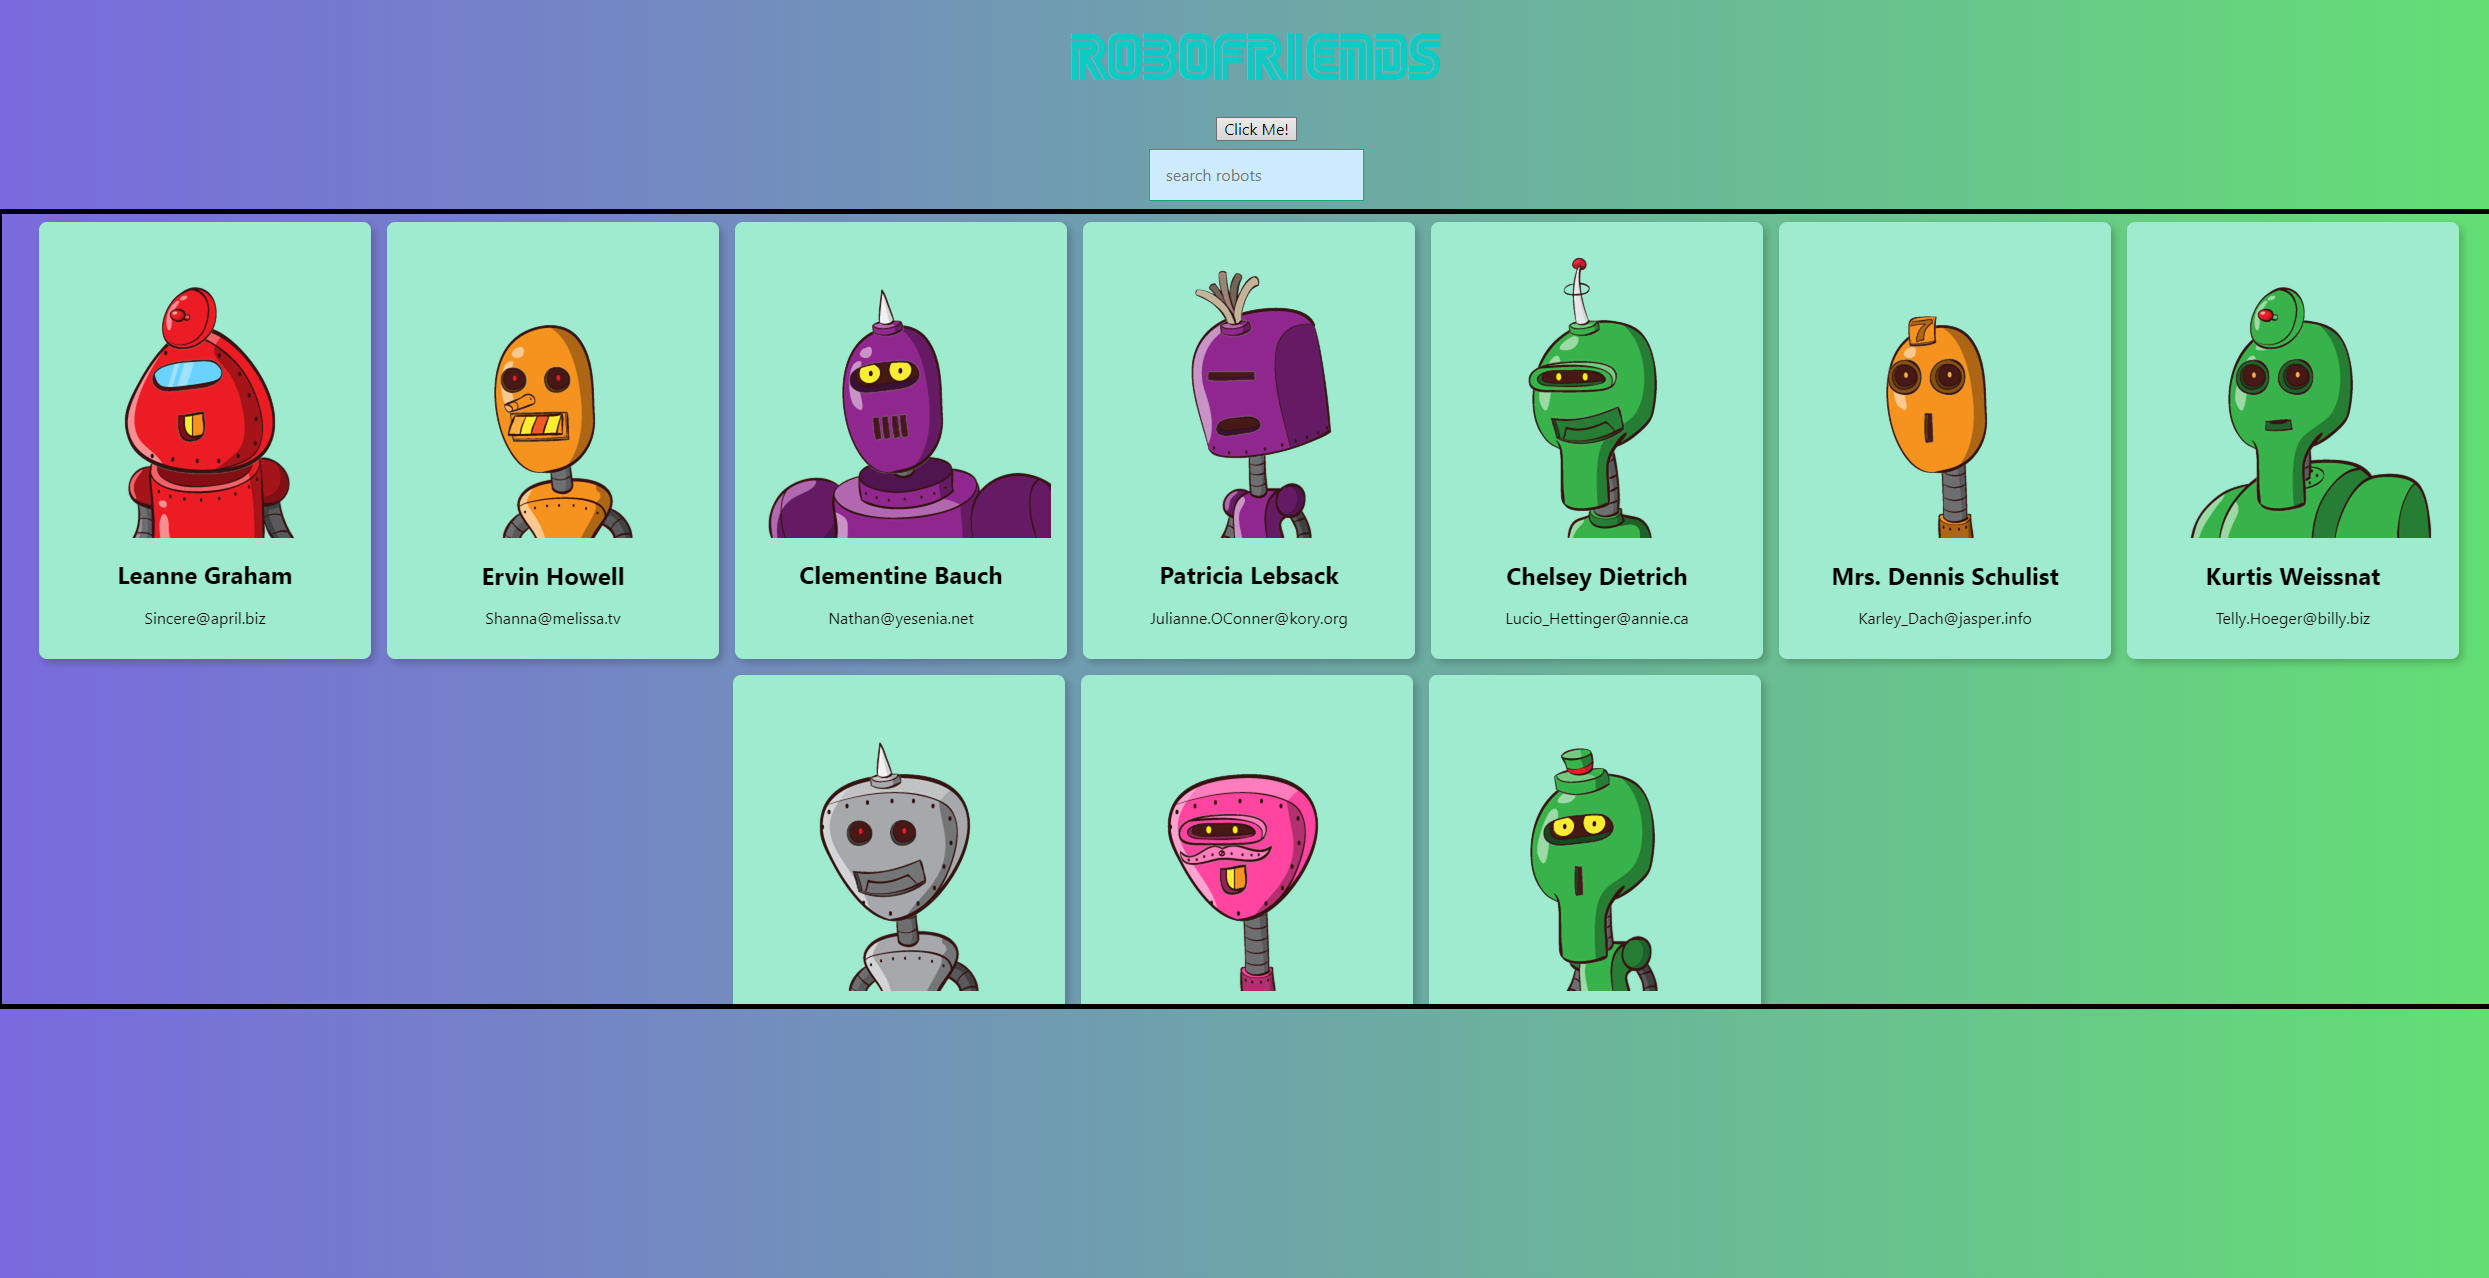 ROBOFRIENDS
Click Me!
search robots
7
Leanne Graham
Sincere@april.biz
Ervin Howell
Shanna@melissa.tv
Clementine Bauch
Nathan@yesenia.net
Patricia Lebsack
Julianne.OConner@kory.org
Chelsey Dietrich
Lucio_Hettinger@annie.ca
Mrs. Dennis Schulist
Karley_Dach@jasper.info
Kurtis Weissnat
Telly.Hoeger@billy.biz